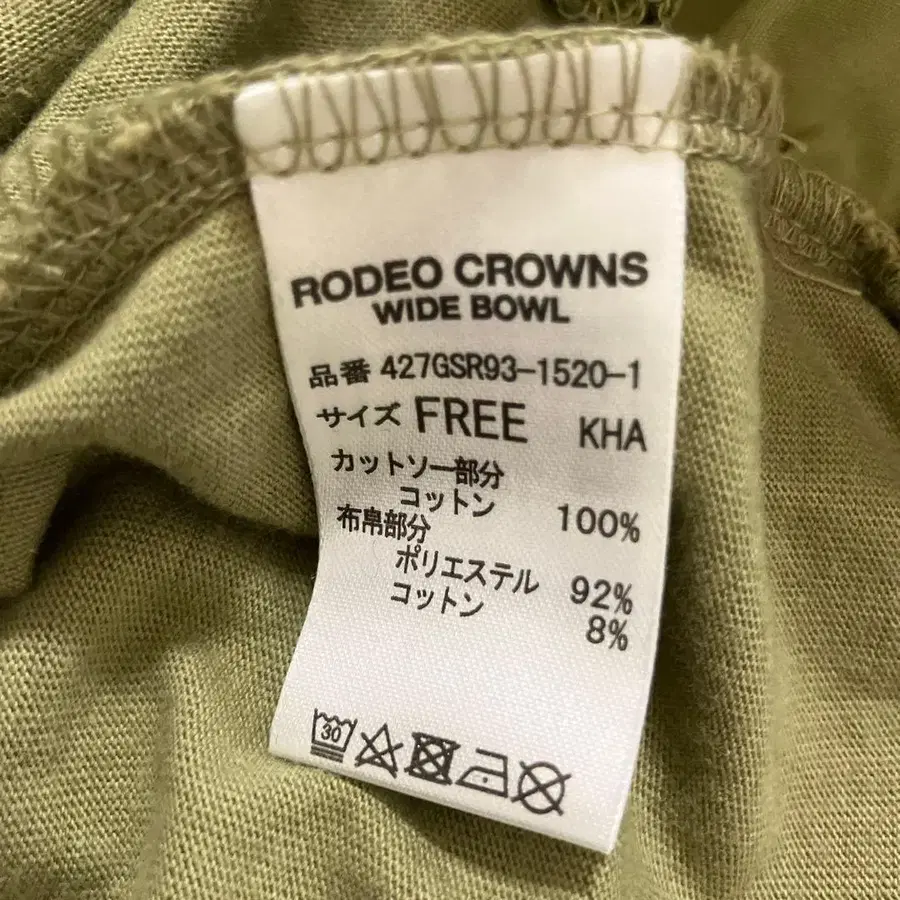 RODEO CROWNS
WIDE BOWL
品番 427GSR93-1520-1
サイズ FREE KHA
カットソー部分
コットン 100%
布帛部分
ポリエステル 92%
コットン 8%
30